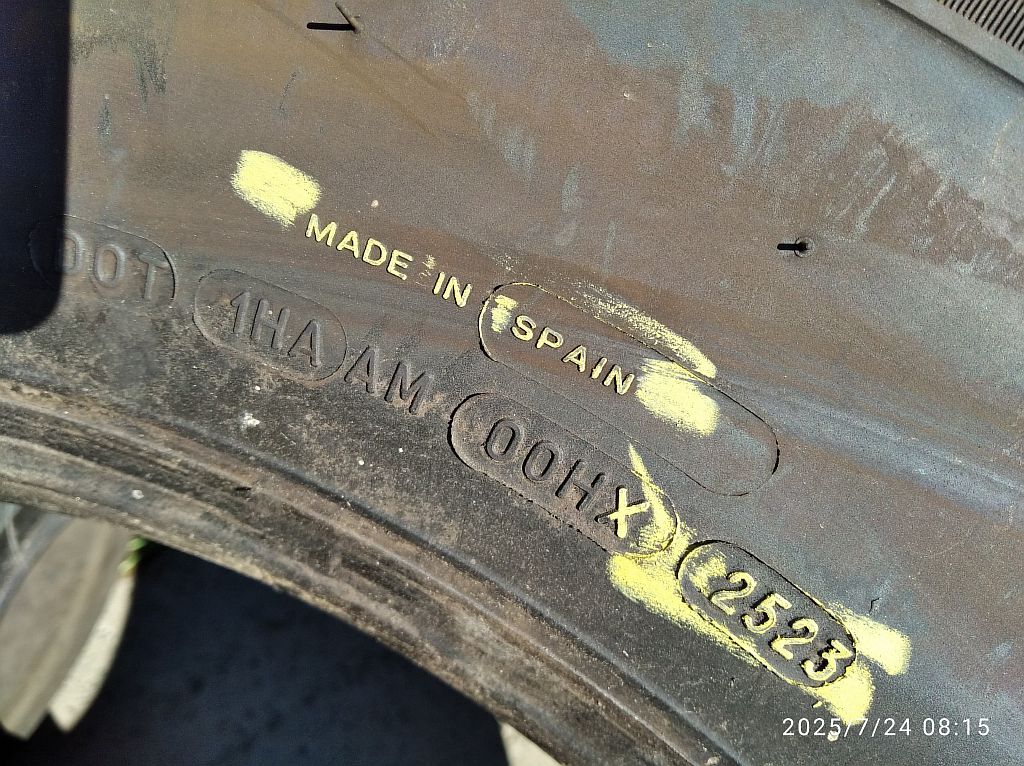 MADE IN SPAIN
DOT 1HA AM 00HX 2523
2025/7/24 08:15